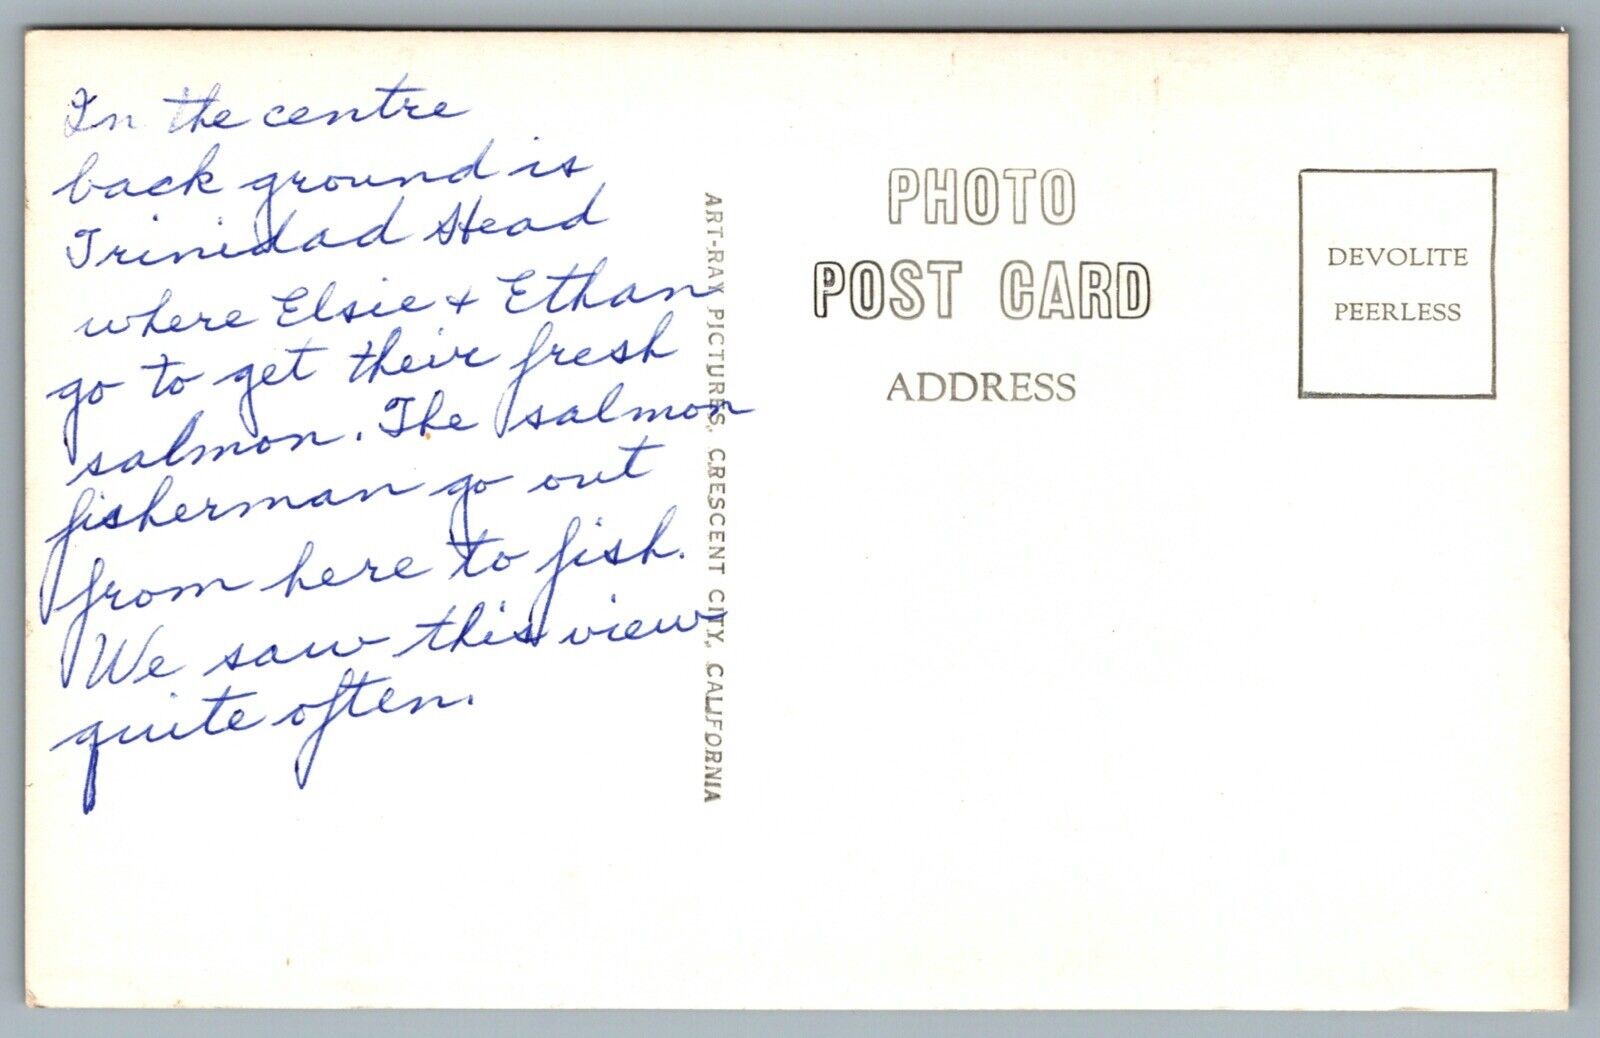 In the centre
back ground is
Trinidad Head
where Elsie + Ethan
go to get their fresh
salmon. The salmon
fisherman go out
from here to fish.
We saw this view
quite often.
ART-RAY PICTURES, CRESCENT CITY, CALIFORNIA
PHOTO
POST CARD
ADDRESS
DEVOLITE
PEERLESS